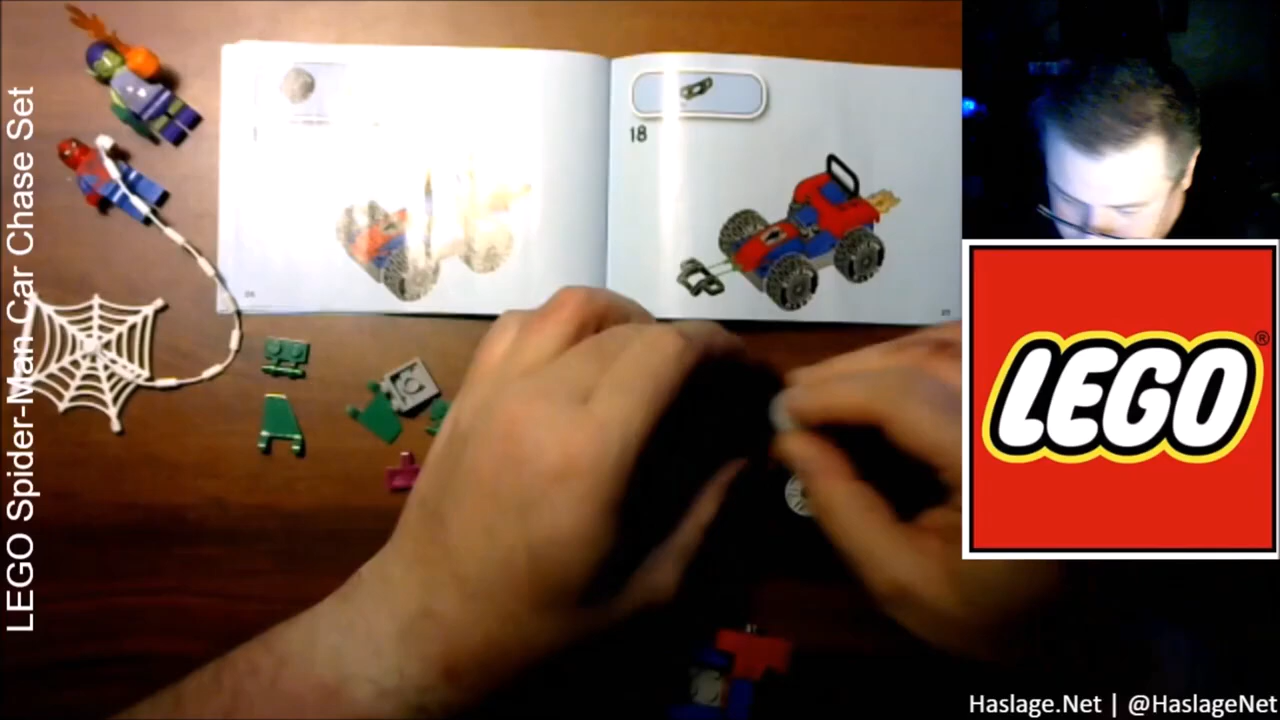 LEGO Spider-Man Car Chase Set
18
LEGO®
Haslage.Net | @HaslageNet